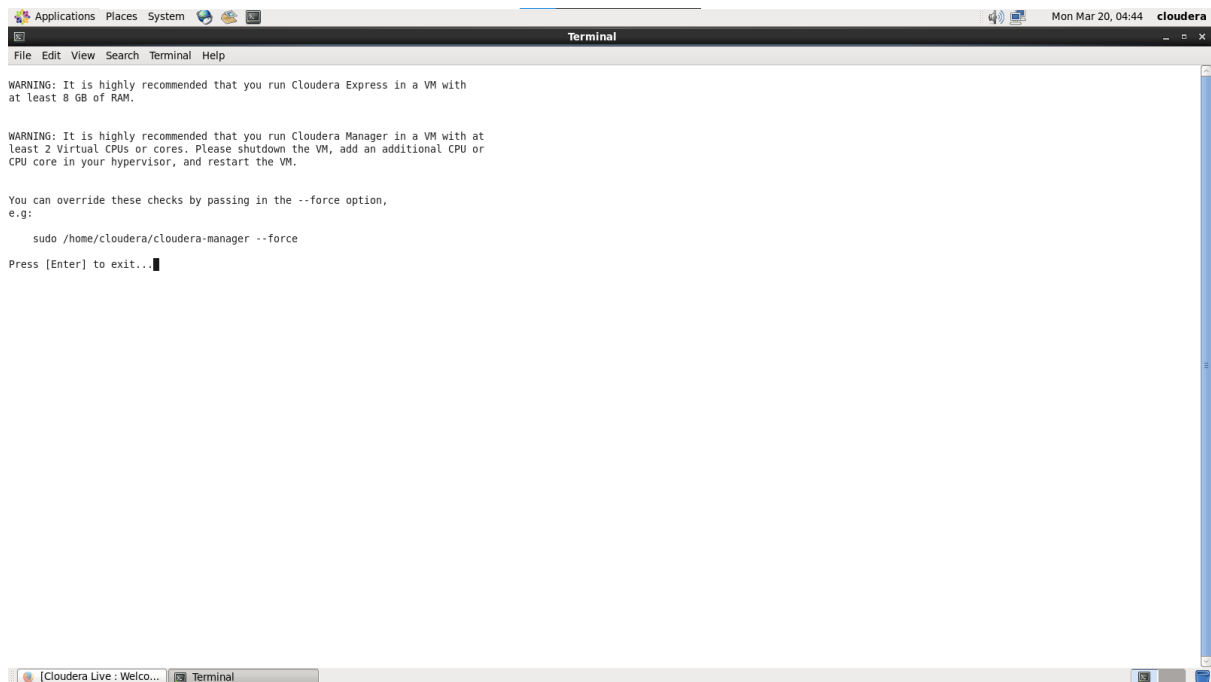 Applications Places System Mon Mar 20, 04:44 cloudera
Terminal
File Edit View Search Terminal Help
WARNING: It is highly recommended that you run Cloudera Express in a VM with
at least 8 GB of RAM.
WARNING: It is highly recommended that you run Cloudera Manager in a VM with at
least 2 Virtual CPUs or cores. Please shutdown the VM, add an additional CPU or
CPU core in your hypervisor, and restart the VM.
You can override these checks by passing in the --force option,
e.g:
sudo /home/cloudera/cloudera-manager --force
Press [Enter] to exit...
[Cloudera Live : Welco... Terminal